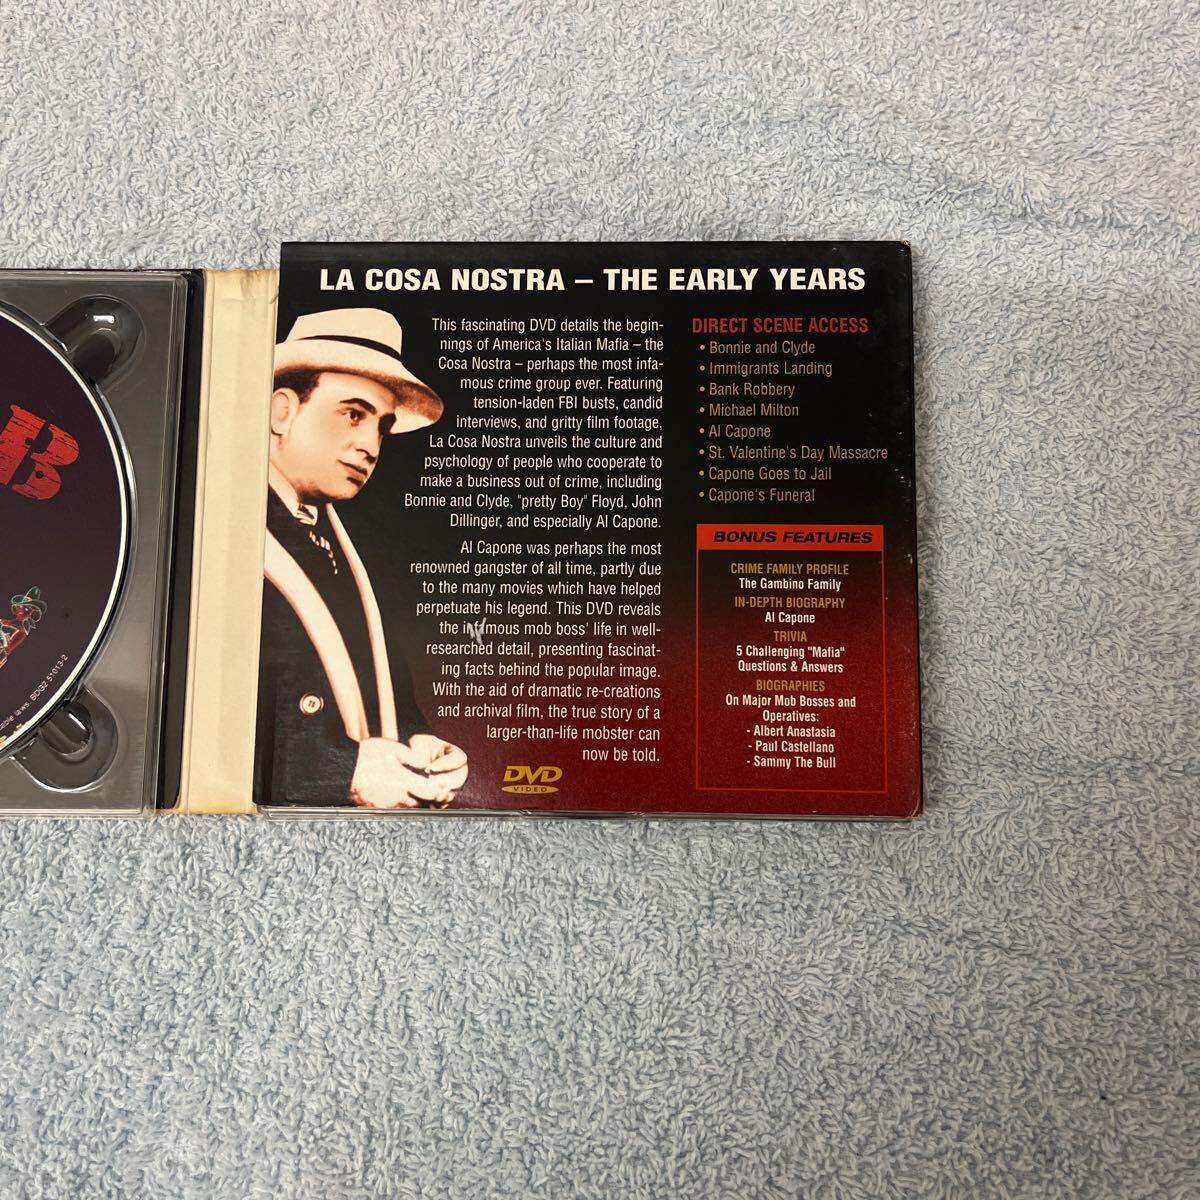 LA COSA NOSTRA – THE EARLY YEARS
This fascinating DVD details the begin-
nings of America's Italian Mafia – the
Cosa Nostra – perhaps the most infa-
mous crime group ever. Featuring
tension-laden FBI busts, candid
interviews, and gritty film footage,
La Cosa Nostra unveils the culture and
psychology of people who cooperate to
make a business out of crime, including
Bonnie and Clyde, "pretty Boy" Floyd, John
Dillinger, and especially Al Capone.
Al Capone was perhaps the most
renowned gangster of all time, partly due
to the many movies which have helped
perpetuate his legend. This DVD reveals
the infamous mob boss' life in well-
researched detail, presenting fascinat-
ing facts behind the popular image.
With the aid of dramatic re-creations
and archival film, the true story of a
larger-than-life mobster can
now be told.
DVD
VIDEO
DIRECT SCENE ACCESS
• Bonnie and Clyde
• Immigrants Landing
• Bank Robbery
• Michael Milton
• Al Capone
• St. Valentine's Day Massacre
• Capone Goes to Jail
• Capone's Funeral
BONUS FEATURES
CRIME FAMILY PROFILE
The Gambino Family
IN-DEPTH BIOGRAPHY
Al Capone
TRIVIA
5 Challenging "Mafia"
Questions & Answers
BIOGRAPHIES
On Major Mob Bosses and
Operatives:
- Albert Anastasia
- Paul Castellano
- Sammy The Bull
B
laws. BDG2 51013-2